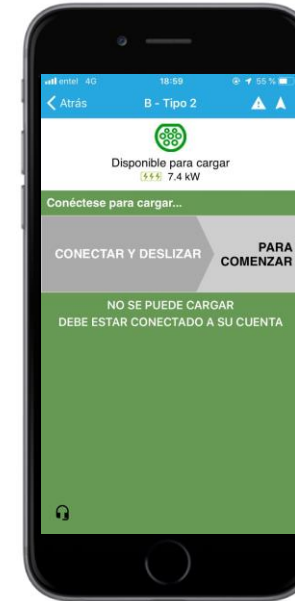 entel 4G 18:59 55 %
Atrás B - Tipo 2
Disponible para cargar
7.4 kW
Conéctese para cargar...
CONECTAR Y DESLIZAR PARA COMENZAR
NO SE PUEDE CARGAR
DEBE ESTAR CONECTADO A SU CUENTA